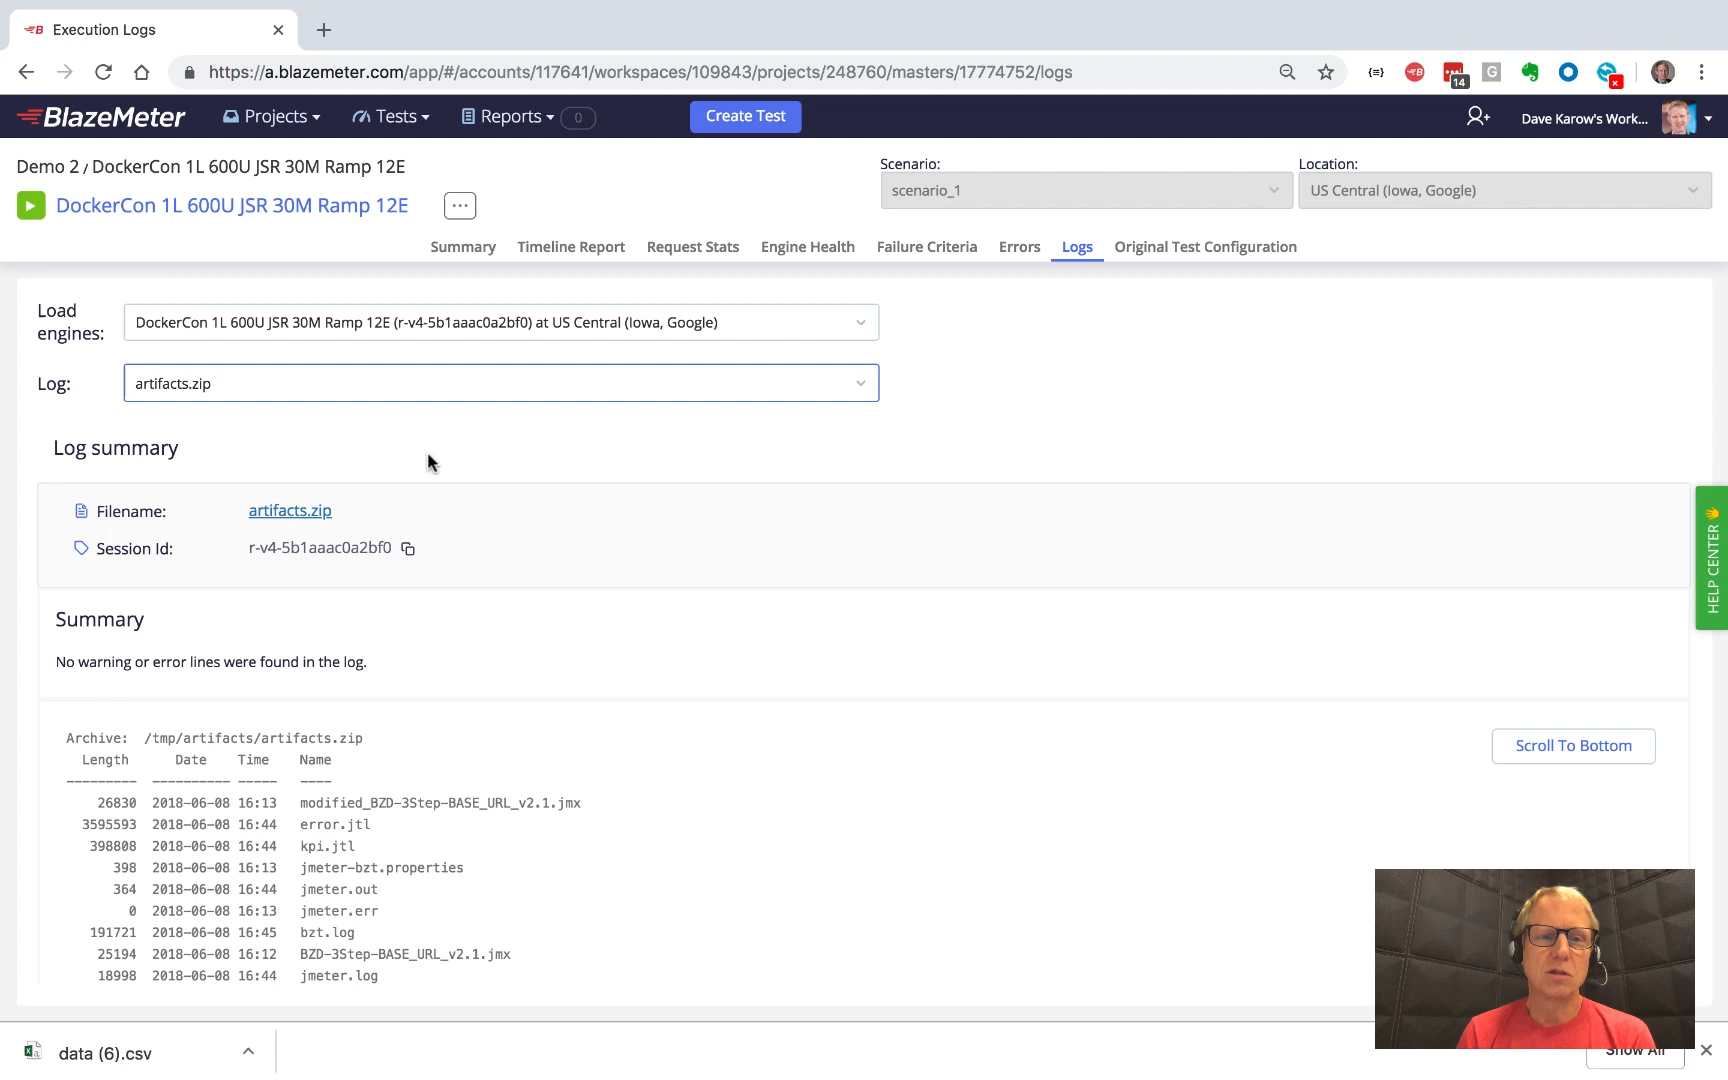 Execution Logs
https://a.blazemeter.com/app/#/accounts/117641/workspaces/109843/projects/248760/masters/17774752/logs
14
BlazeMeter
Projects
Tests
Reports
0
Create Test
Dave Karow's Work...
Demo 2 / DockerCon 1L 600U JSR 30M Ramp 12E
DockerCon 1L 600U JSR 30M Ramp 12E
...
Scenario:
scenario_1
Location:
US Central (Iowa, Google)
Summary
Timeline Report
Request Stats
Engine Health
Failure Criteria
Errors
Logs
Original Test Configuration
Load engines:
DockerCon 1L 600U JSR 30M Ramp 12E (r-v4-5b1aaac0a2bf0) at US Central (Iowa, Google)
Log:
artifacts.zip
Log summary
Filename: artifacts.zip
Session Id: r-v4-5b1aaac0a2bf0
HELP CENTER
Summary
No warning or error lines were found in the log.
Archive: /tmp/artifacts/artifacts.zip
Scroll To Bottom
Length Date Time Name
--------- ---------- ----- ----
26830 2018-06-08 16:13 modified_BZD-3Step-BASE_URL_v2.1.jmx
3595593 2018-06-08 16:44 error.jtl
398808 2018-06-08 16:44 kpi.jtl
398 2018-06-08 16:13 jmeter-bzt.properties
364 2018-06-08 16:44 jmeter.out
0 2018-06-08 16:13 jmeter.err
191721 2018-06-08 16:45 bzt.log
25194 2018-06-08 16:12 BZD-3Step-BASE_URL_v2.1.jmx
18998 2018-06-08 16:44 jmeter.log
data (6).csv
Show All